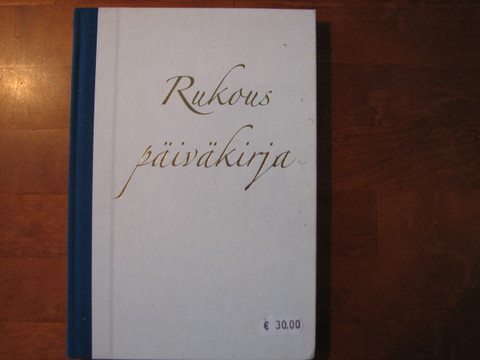 Rukous
päiväkirja
€ 30.00